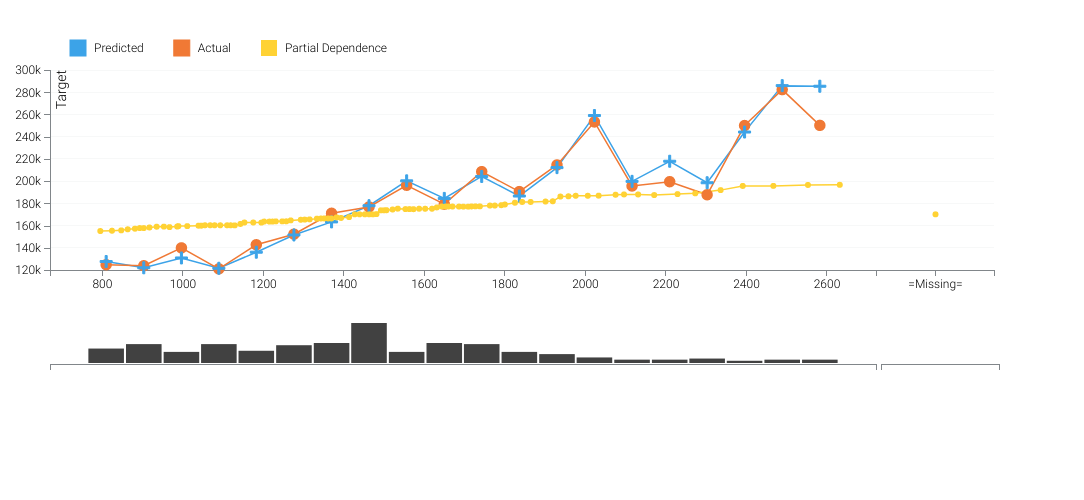 Predicted Actual Partial Dependence
Target
300k
280k
260k
240k
220k
200k
180k
160k
140k
120k
800 1000 1200 1400 1600 1800 2000 2200 2400 2600 =Missing=